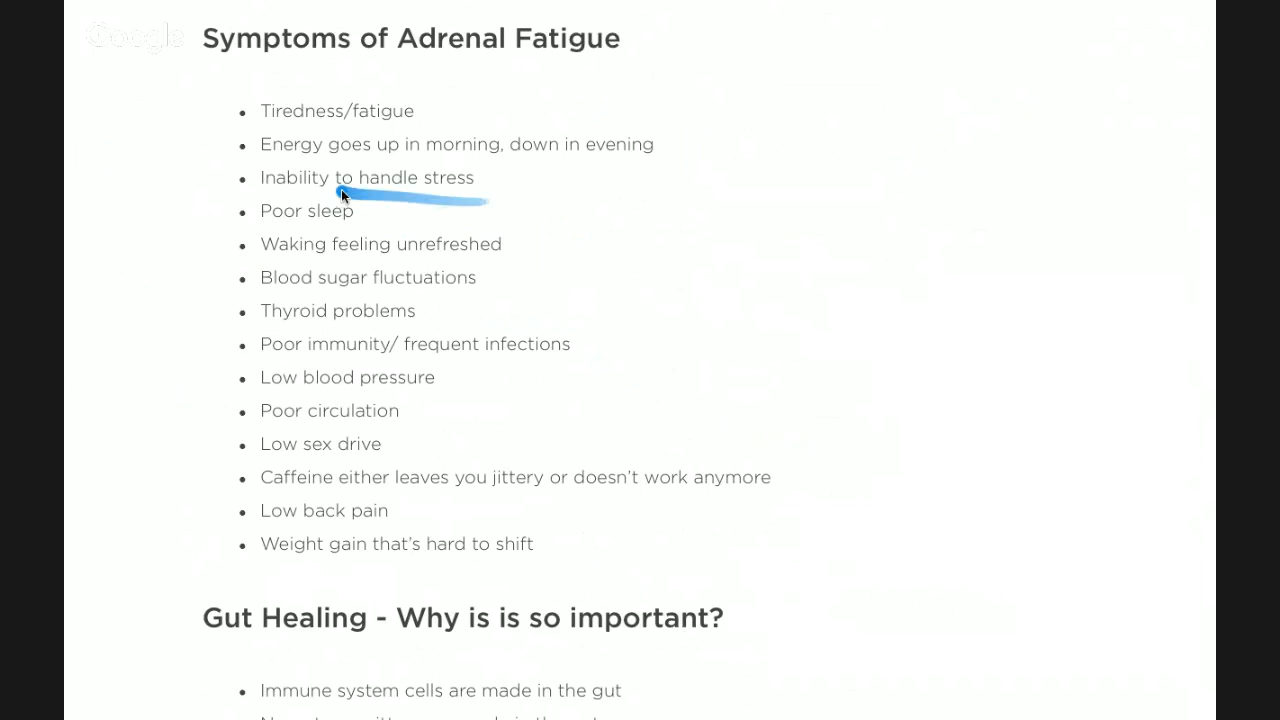 Google
Symptoms of Adrenal Fatigue
• Tiredness/fatigue
• Energy goes up in morning, down in evening
• Inability to handle stress
• Poor sleep
• Waking feeling unrefreshed
• Blood sugar fluctuations
• Thyroid problems
• Poor immunity/ frequent infections
• Low blood pressure
• Poor circulation
• Low sex drive
• Caffeine either leaves you jittery or doesn’t work anymore
• Low back pain
• Weight gain that’s hard to shift
Gut Healing - Why is is so important?
• Immune system cells are made in the gut